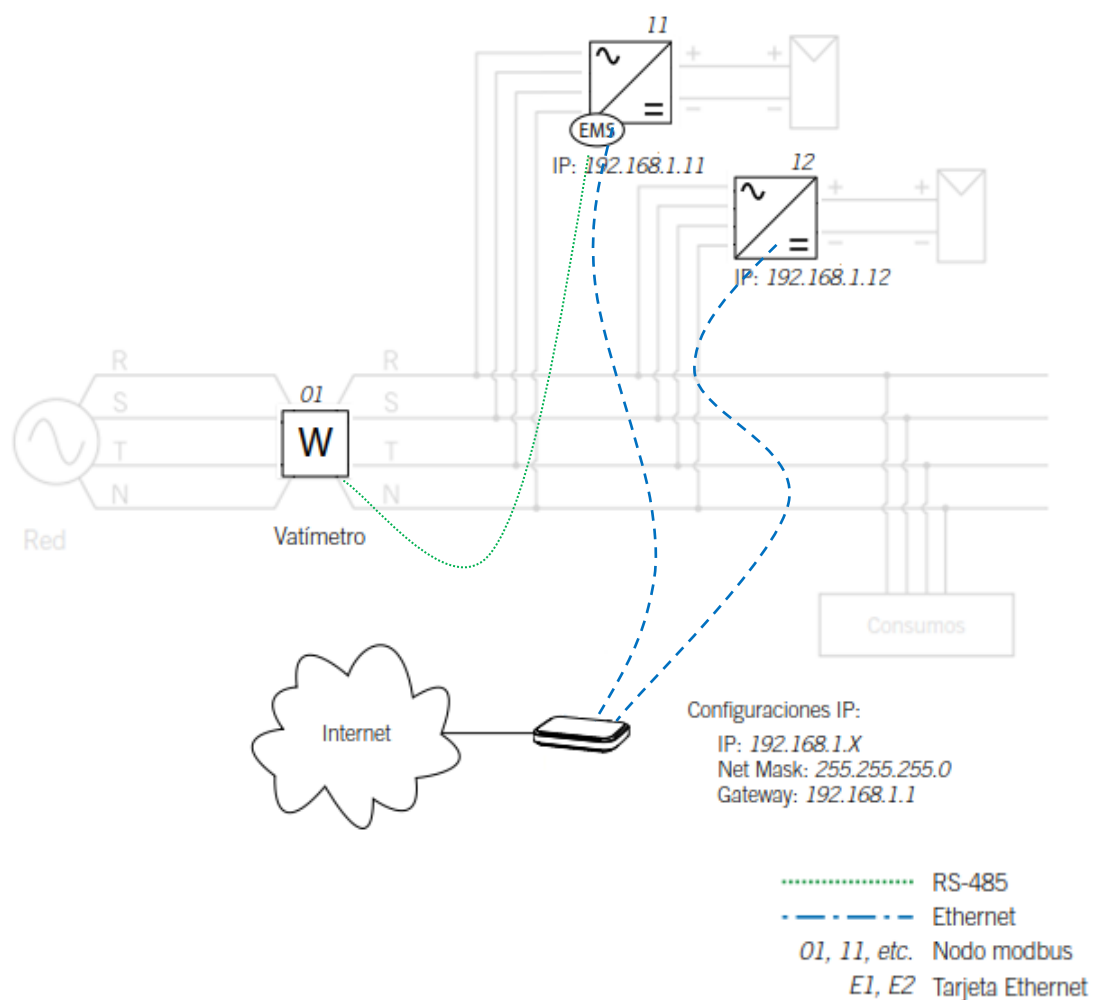 11
+ +
EMS
- -
IP: 192.168.1.11
12
+ +
- -
IP: 192.168.1.12
R R
01
S S
W
T T
N N
Red
Vatímetro
Consumos
Internet
Configuraciones IP:
IP: 192.168.1.X
Net Mask: 255.255.255.0
Gateway: 192.168.1.1
RS-485
Ethernet
01, 11, etc. Nodo modbus
E1, E2 Tarjeta Ethernet